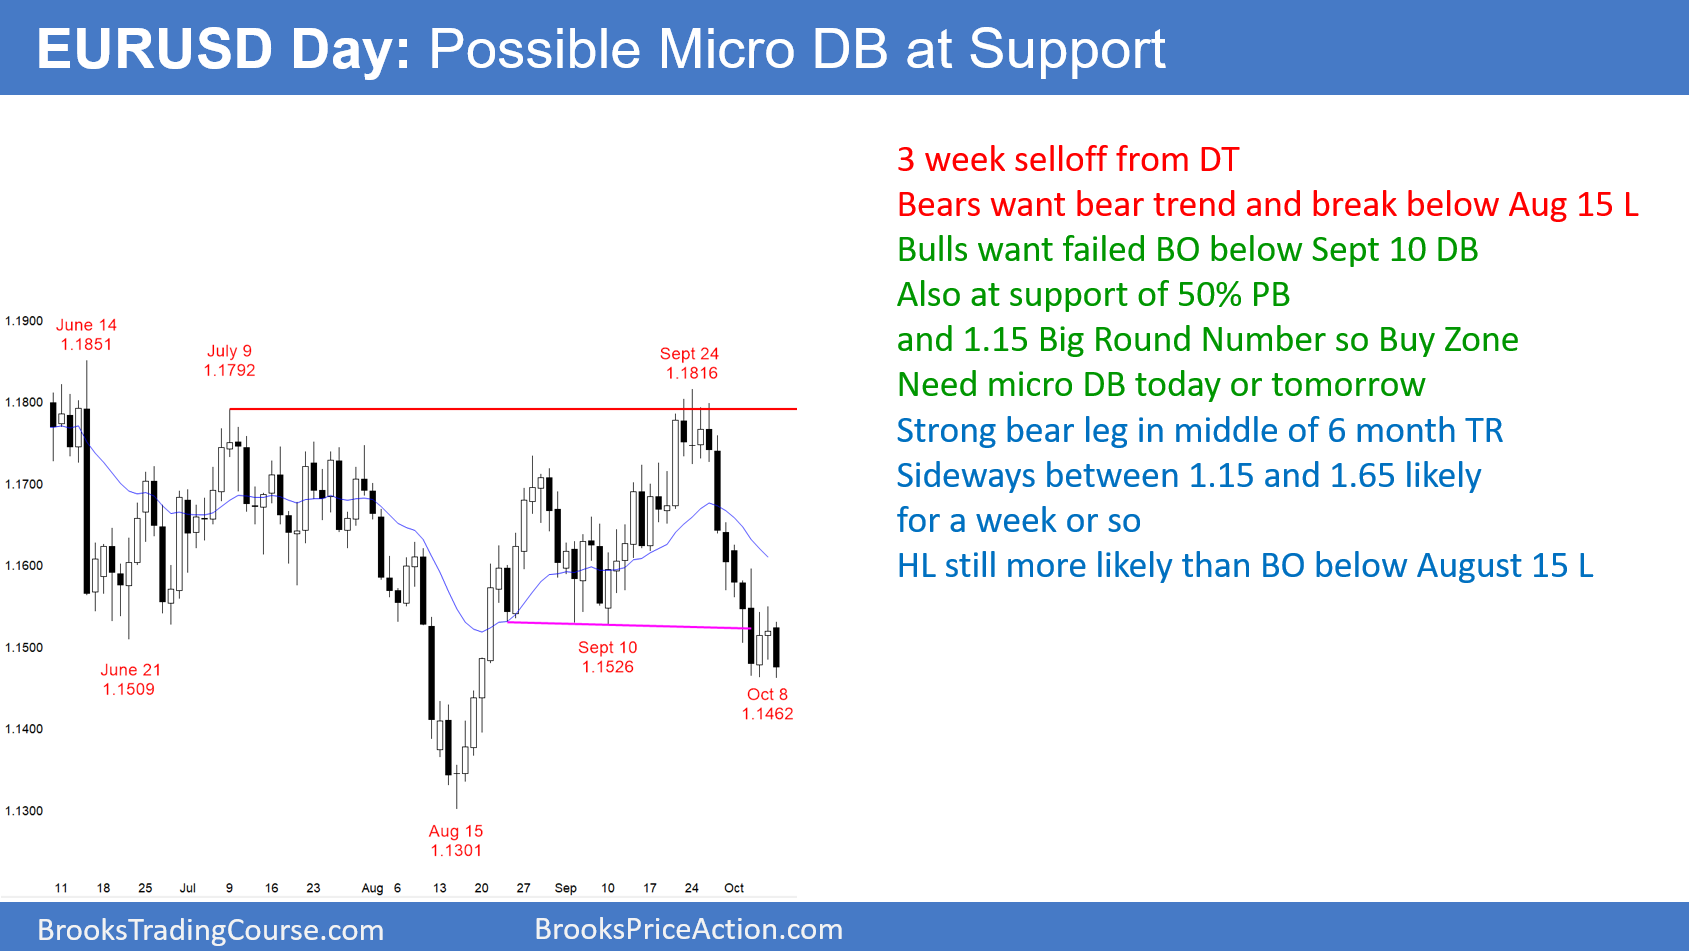 EURUSD Day: Possible Micro DB at Support
3 week selloff from DT
Bears want bear trend and break below Aug 15 L
Bulls want failed BO below Sept 10 DB
Also at support of 50% PB
and 1.15 Big Round Number so Buy Zone
Need micro DB today or tomorrow
Strong bear leg in middle of 6 month TR
Sideways between 1.15 and 1.65 likely
for a week or so
HL still more likely than BO below August 15 L
1.1900
1.1800
1.1700
1.1600
1.1500
1.1400
1.1300
June 14
1.1851
July 9
1.1792
Sept 24
1.1816
June 21
1.1509
Sept 10
1.1526
Oct 8
1.1462
Aug 15
1.1301
11 18 25 Jul 9 16 23 Aug 6 13 20 27 Sep 10 17 24 Oct
BrooksTradingCourse.com
BrooksPriceAction.com